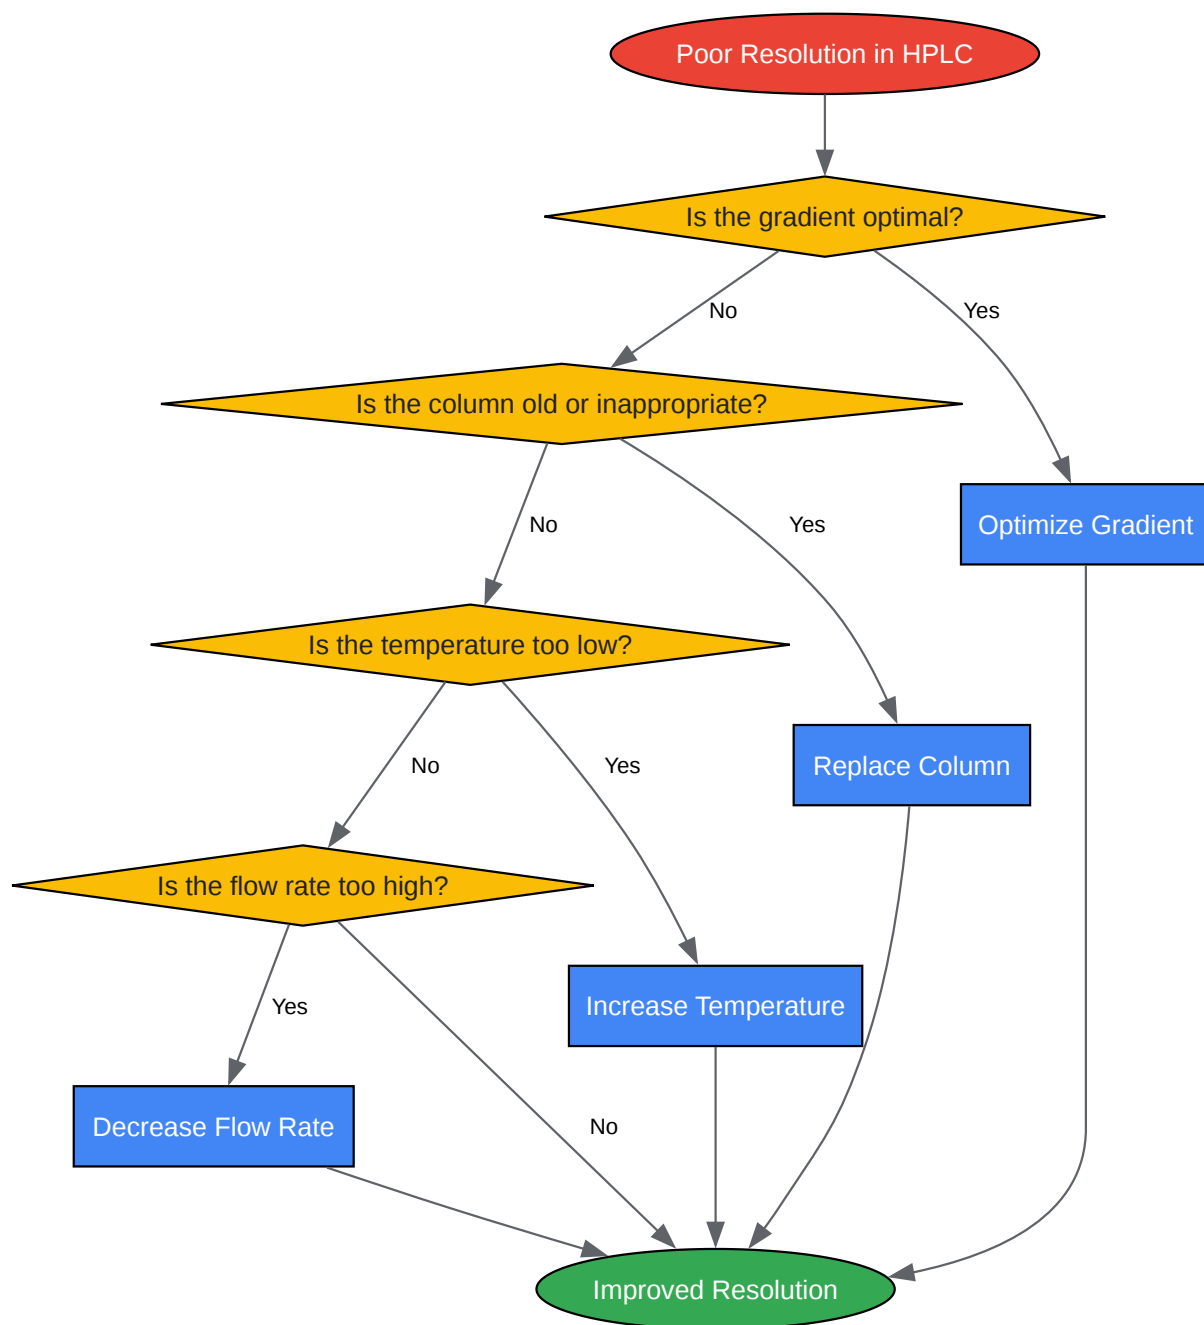 Poor Resolution in HPLC
Is the gradient optimal?
No
Yes
Is the column old or inappropriate?
No
Yes
Optimize Gradient
Is the temperature too low?
No
Yes
Replace Column
Is the flow rate too high?
Yes
No
Increase Temperature
Decrease Flow Rate
Improved Resolution